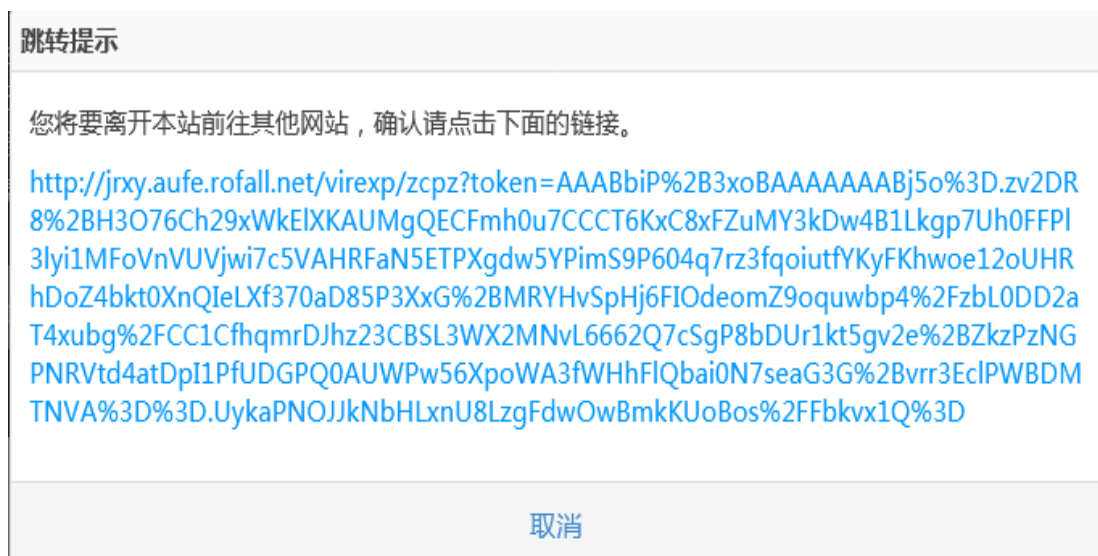 跳转提示
您将要离开本站前往其他网站，确认请点击下面的链接。
http://jrxy.aufe.rofall.net/virexp/zcpz?token=AAABbiP%2B3xoBAAAAAAABj5o%3D.zv2DR
8%2BH3O76Ch29xWkElXKAUMgQECFmh0u7CCCT6KxC8xFZuMY3kDw4B1Lkgp7Uh0FFPl
3lyi1MFoVnVUVjwi7c5VAHRFaN5ETPXgdw5YPimS9P604q7rz3fqoiutfYKyFKhwoe12oUHR
hDoZ4bkt0XnQIeLXf370aD85P3XxG%2BMRYHvSpHj6FIOdeomZ9oquwbp4%2FzbL0DD2a
T4xubg%2FCC1CfhqmrDJhz23CBSL3WX2MNvL6662Q7cSgP8bDUr1kt5gv2e%2BZkzPzNG
PNRVtd4atDpI1PfUDGPQ0AUWPw56XpoWA3fWHhFlQbai0N7seaG3G%2Bvrr3EclPWBDM
TNVA%3D%3D.UykaPNOJJkNbHLxnU8LzgFdwOwBmkKUoBos%2FFbkvx1Q%3D
取消